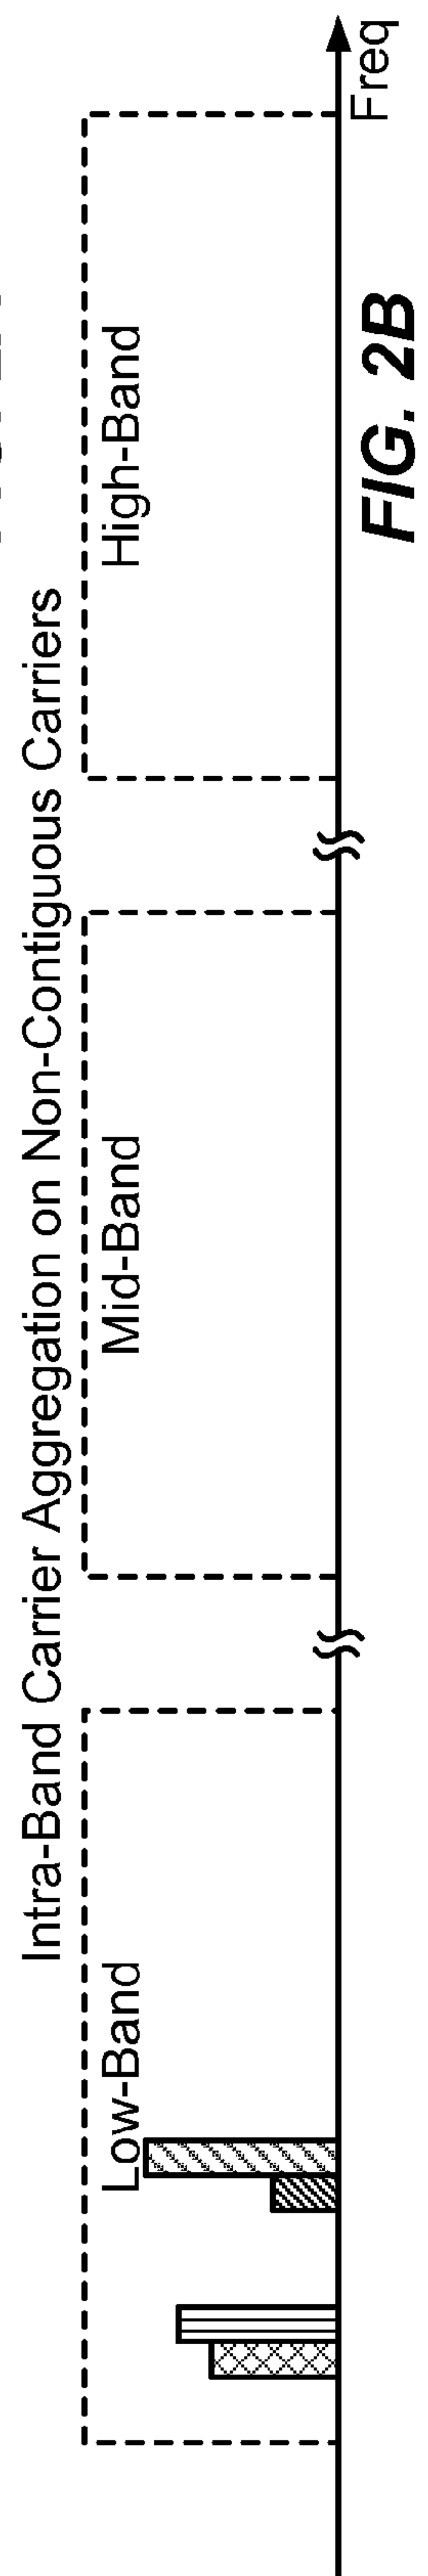 Intra-Band Carrier Aggregation on Non-Contiguous Carriers
Low-Band
Mid-Band
High-Band
Freq
FIG. 2B